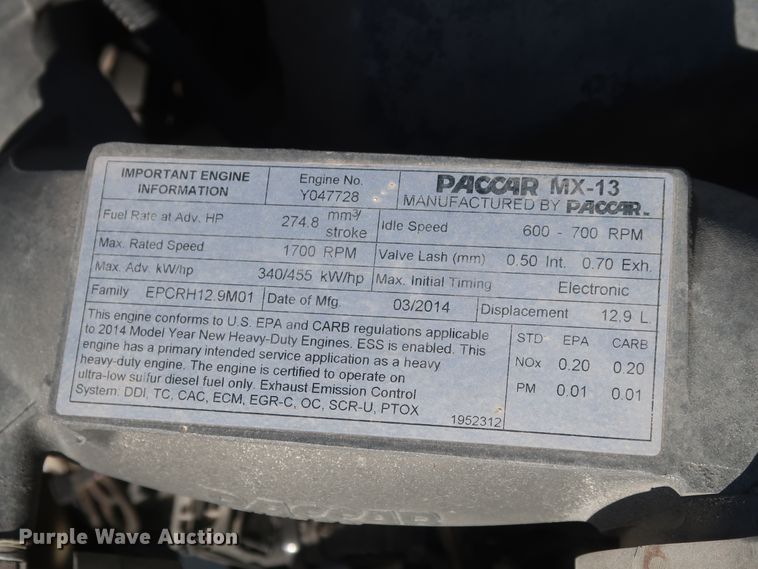 IMPORTANT ENGINE INFORMATION
Engine No. Y047728
PACCAR MX-13
MANUFACTURED BY PACCAR INC
Fuel Rate at Adv. HP 274.8 mm³/stroke
Idle Speed 600 - 700 RPM
Max. Rated Speed 1700 RPM
Valve Lash (mm) 0.50 Int. 0.70 Exh.
Max. Adv. kW/hp 340/455 kW/hp
Max. Initial Timing Electronic
Family EPCRH12.9M01
Date of Mfg. 03/2014
Displacement 12.9 L
This engine conforms to U.S. EPA and CARB regulations applicable
to 2014 Model Year New Heavy-Duty Engines. ESS is enabled. This
engine has a primary intended service application as a heavy
heavy-duty engine. The engine is certified to operate on
ultra-low sulfur diesel fuel only. Exhaust Emission Control
System: DDI, TC, CAC, ECM, EGR-C, OC, SCR-U, PTOX
1952312
STD EPA CARB
NOx 0.20 0.20
PM 0.01 0.01
PACCAR
Purple Wave Auction